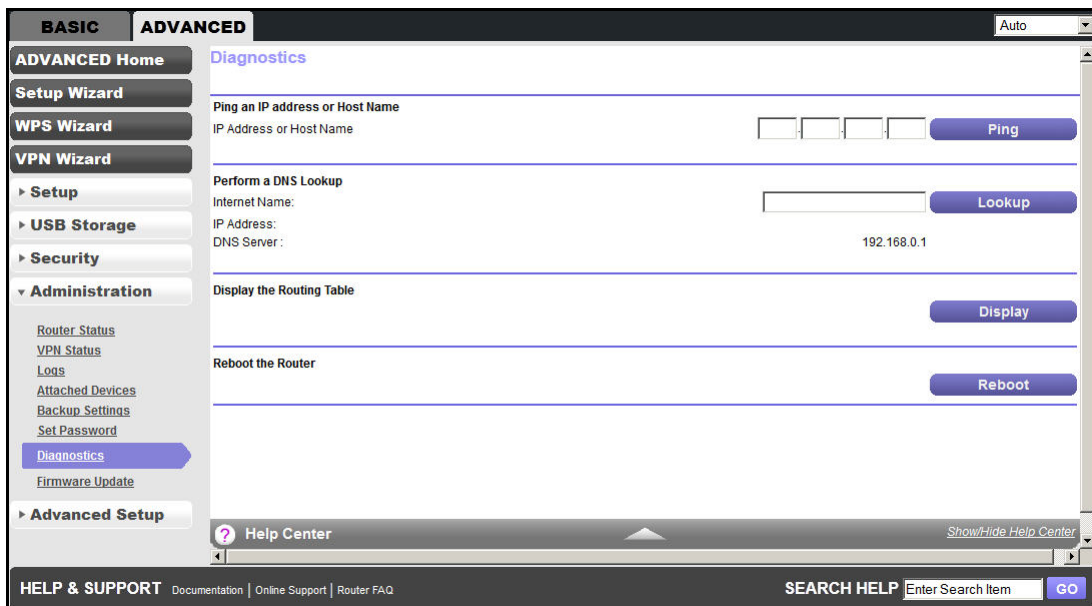 BASIC
ADVANCED
Auto
ADVANCED Home
Setup Wizard
WPS Wizard
VPN Wizard
Setup
USB Storage
Security
Administration
Router Status
VPN Status
Logs
Attached Devices
Backup Settings
Set Password
Diagnostics
Firmware Update
Advanced Setup
Diagnostics
Ping an IP address or Host Name
IP Address or Host Name . . . Ping
Perform a DNS Lookup
Internet Name: Lookup
IP Address:
DNS Server : 192.168.0.1
Display the Routing Table
Display
Reboot the Router
Reboot
? Help Center Show/Hide Help Center
HELP & SUPPORT Documentation | Online Support | Router FAQ SEARCH HELP Enter Search Item GO